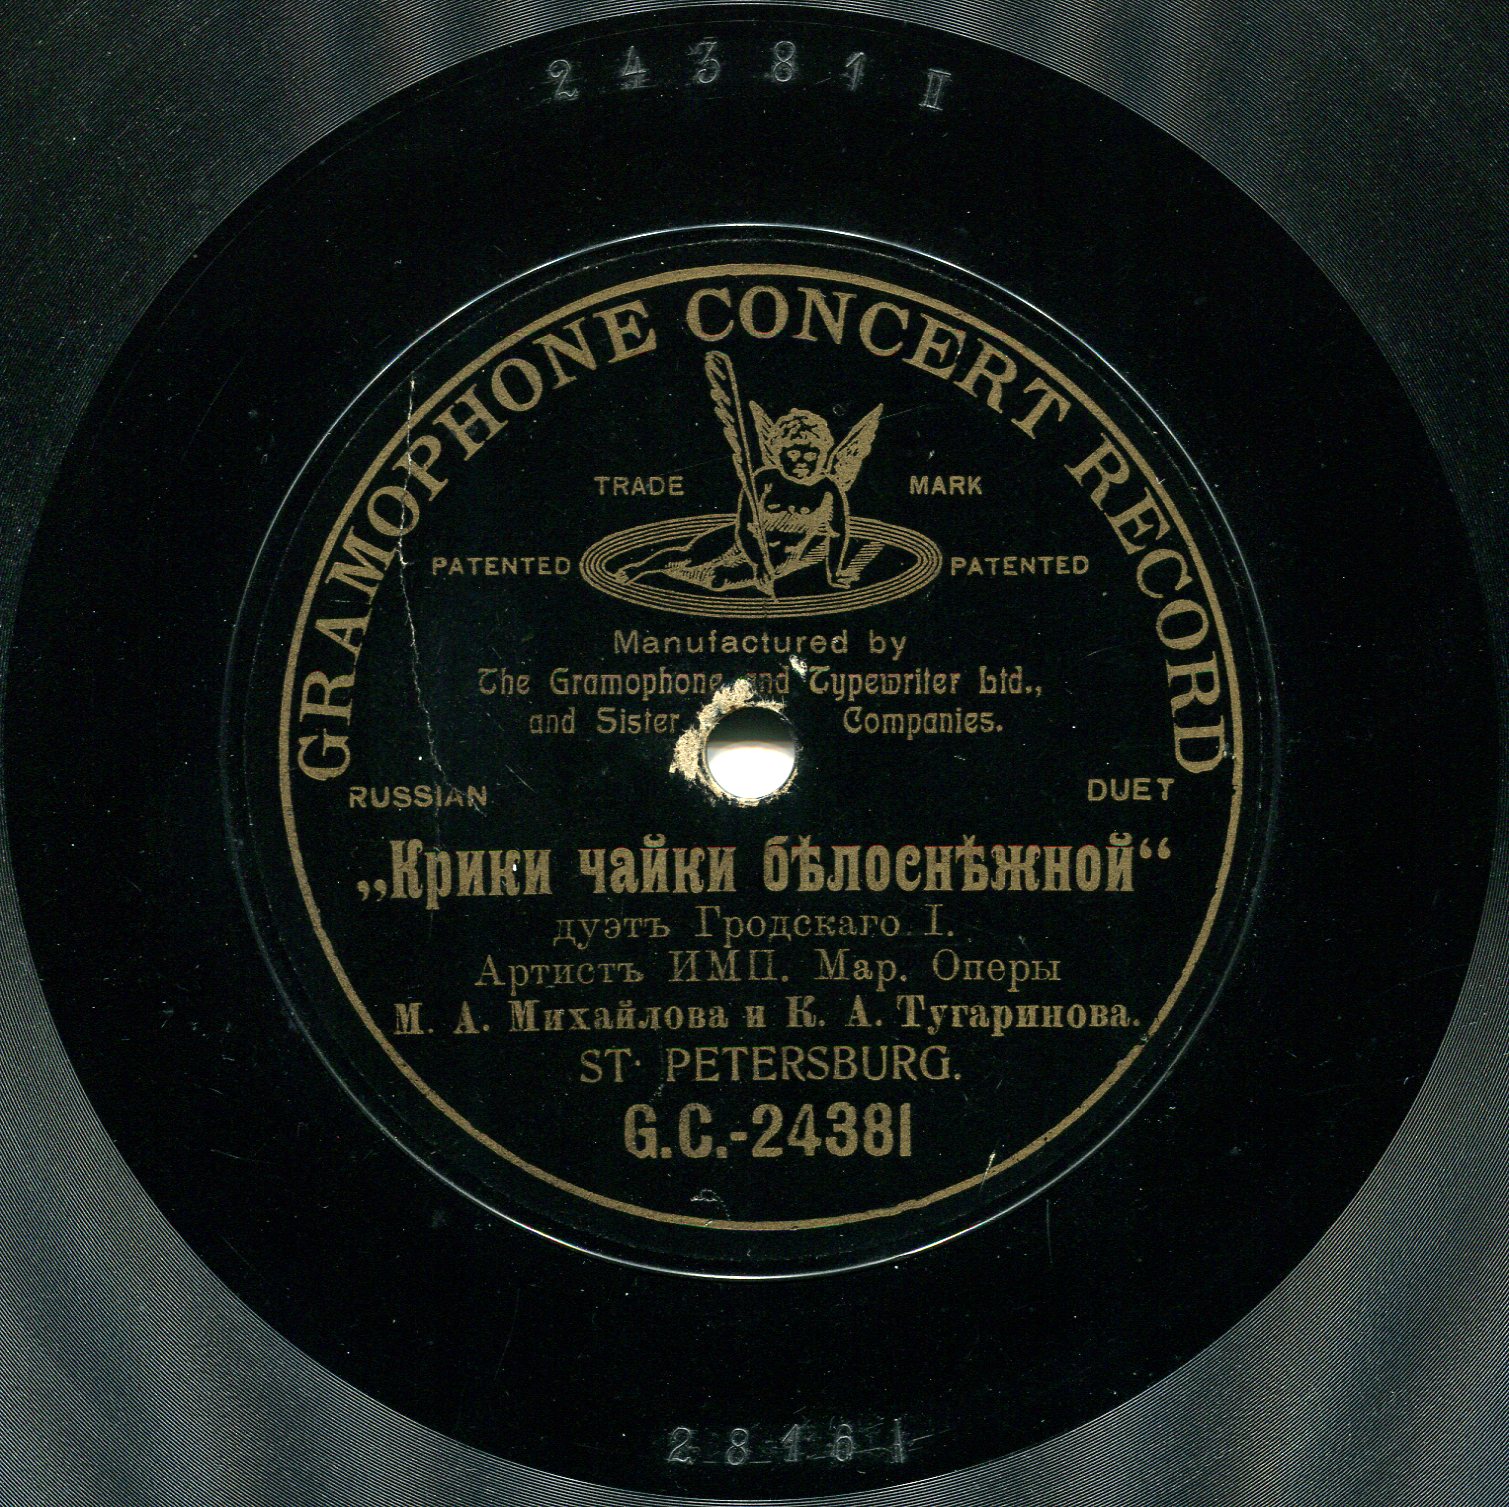 24381 II
GRAMOPHONE CONCERT RECORD
TRADE MARK
PATENTED PATENTED
Manufactured by
The Gramophone and Typewriter Ltd.,
and Sister Companies.
RUSSIAN DUET
„Крики чайки бѣлоснѣжной“
дуэтъ Гродскаго I.
Артистъ ИМП. Мар. Оперы
М. А. Михайлова и К. А. Тугаринова.
ST. PETERSBURG.
G.C.-24381